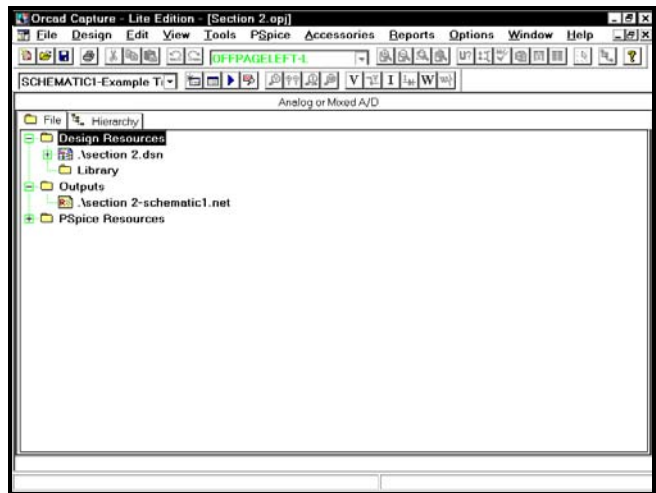 Orcad Capture - Lite Edition - [Section 2.opj]
File Design Edit View Tools PSpice Accessories Reports Options Window Help
OFFPAGELEFT-L U? ?
SCHEMATIC1-Example Ti V I W
Analog or Mixed A/D
File Hierarchy
Design Resources
.\section 2.dsn
Library
Outputs
.\section 2-schematic1.net
PSpice Resources